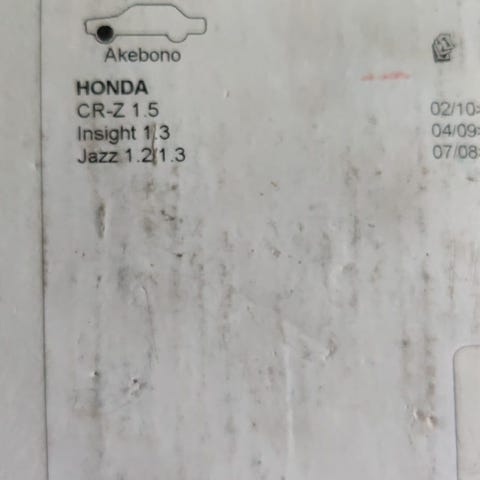 Akebono
HONDA
CR-Z 1.5 02/10>
Insight 1.3 04/09>
Jazz 1.2/1.3 07/08>